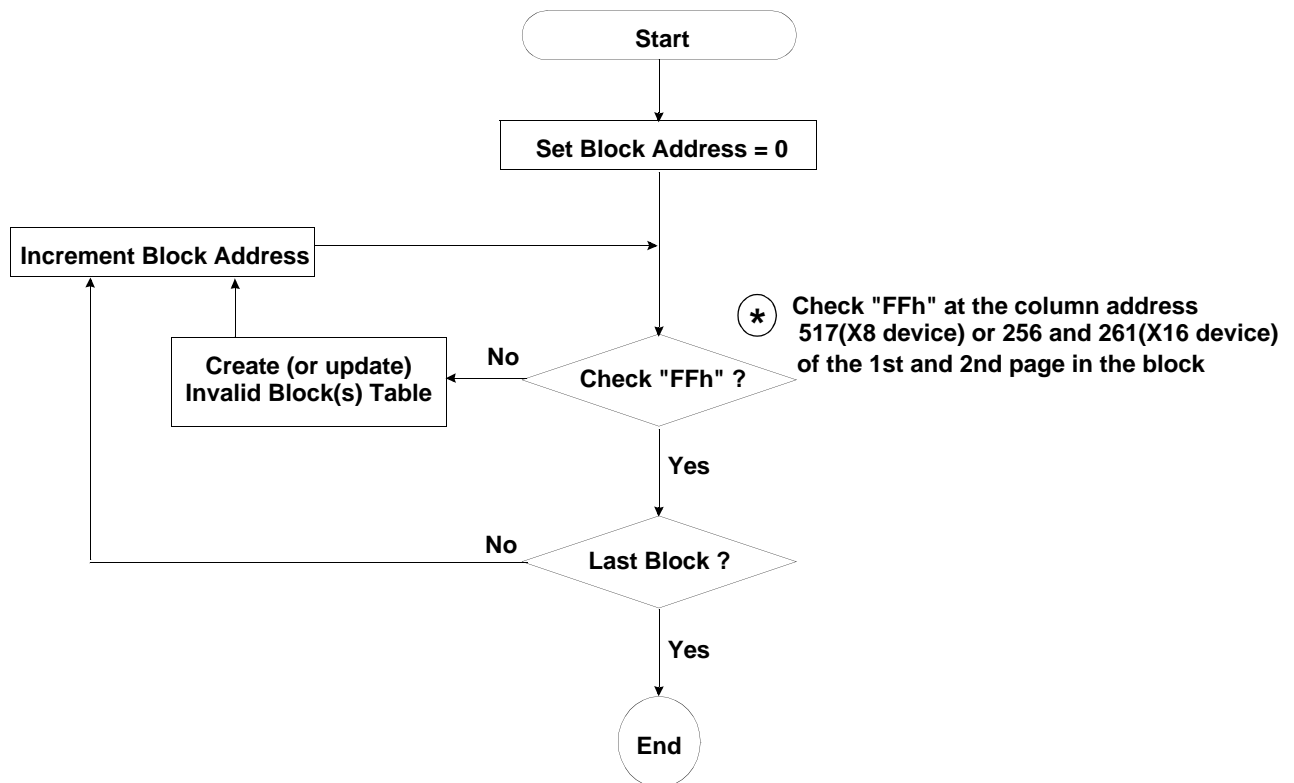 Start
Set Block Address = 0
Increment Block Address
* Check "FFh" at the column address
517(X8 device) or 256 and 261(X16 device)
of the 1st and 2nd page in the block
No
Create (or update)
Invalid Block(s) Table
Check "FFh" ?
Yes
No
Last Block ?
Yes
End